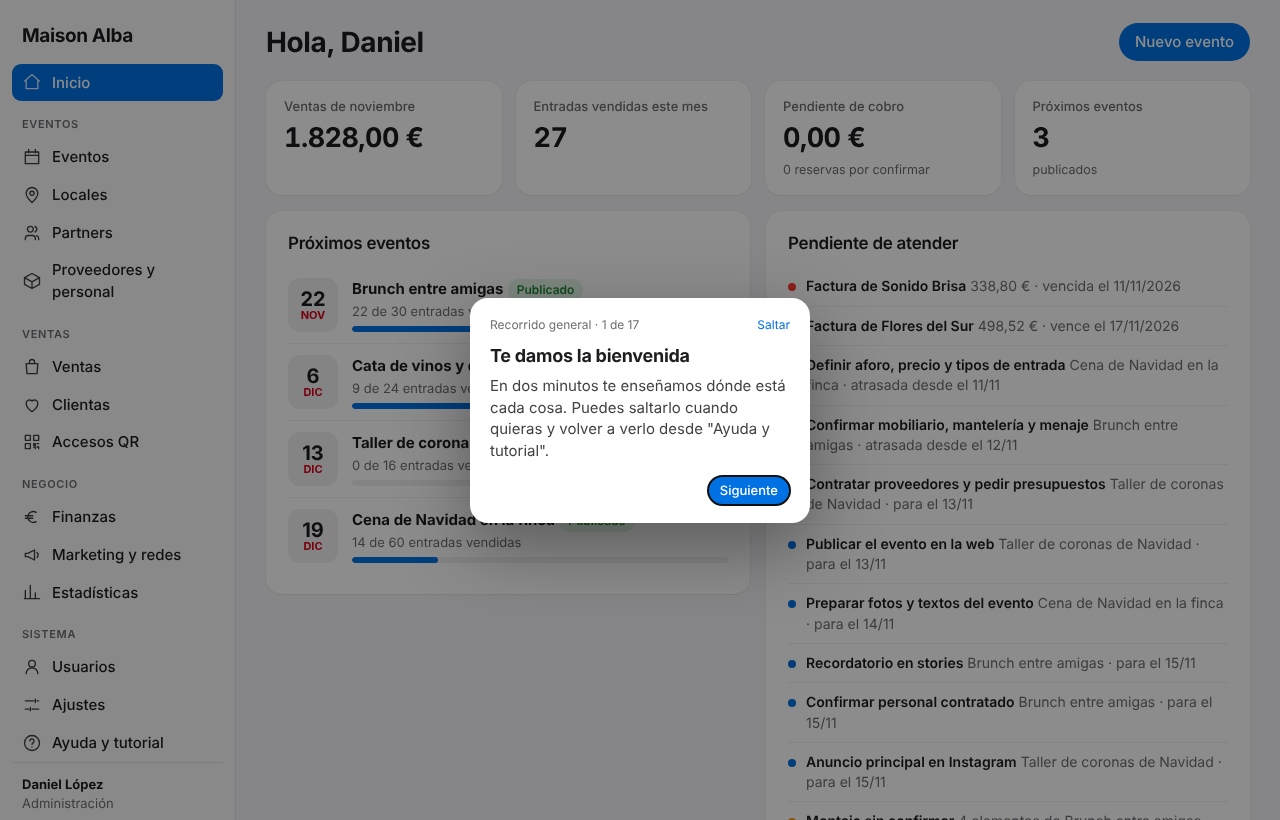 Maison Alba
Inicio
EVENTOS
Eventos
Locales
Partners
Proveedores y
personal
VENTAS
Ventas
Clientas
Accesos QR
NEGOCIO
Finanzas
Marketing y redes
Estadísticas
SISTEMA
Usuarios
Ajustes
Ayuda y tutorial
Daniel López
Administración
Hola, Daniel
Nuevo evento
Ventas de noviembre
1.828,00 €
Entradas vendidas este mes
27
Pendiente de cobro
0,00 €
0 reservas por confirmar
Próximos eventos
3
publicados
Próximos eventos
22
NOV
Brunch entre amigas Publicado
22 de 30 entradas
6
DIC
Cata de vinos y
9 de 24 entradas
13
DIC
Taller de corona
0 de 16 entradas
19
DIC
Cena de Navidad en la finca Publicado
14 de 60 entradas vendidas
Recorrido general · 1 de 17
Saltar
Te damos la bienvenida
En dos minutos te enseñamos dónde está
cada cosa. Puedes saltarlo cuando
quieras y volver a verlo desde "Ayuda y
tutorial".
Siguiente
Pendiente de atender
Factura de Sonido Brisa 338,80 € · vencida el 11/11/2026
Factura de Flores del Sur 498,52 € · vence el 17/11/2026
Definir aforo, precio y tipos de entrada Cena de Navidad en la
finca · atrasada desde el 11/11
Confirmar mobiliario, mantelería y menaje Brunch entre
amigas · atrasada desde el 12/11
Contratar proveedores y pedir presupuestos Taller de coronas
de Navidad · para el 13/11
Publicar el evento en la web Taller de coronas de Navidad ·
para el 13/11
Preparar fotos y textos del evento Cena de Navidad en la finca
· para el 14/11
Recordatorio en stories Brunch entre amigas · para el 15/11
Confirmar personal contratado Brunch entre amigas · para el
15/11
Anuncio principal en Instagram Taller de coronas de Navidad ·
para el 15/11
Montaje sin confirmar 4 elementos de Brunch entre amigas